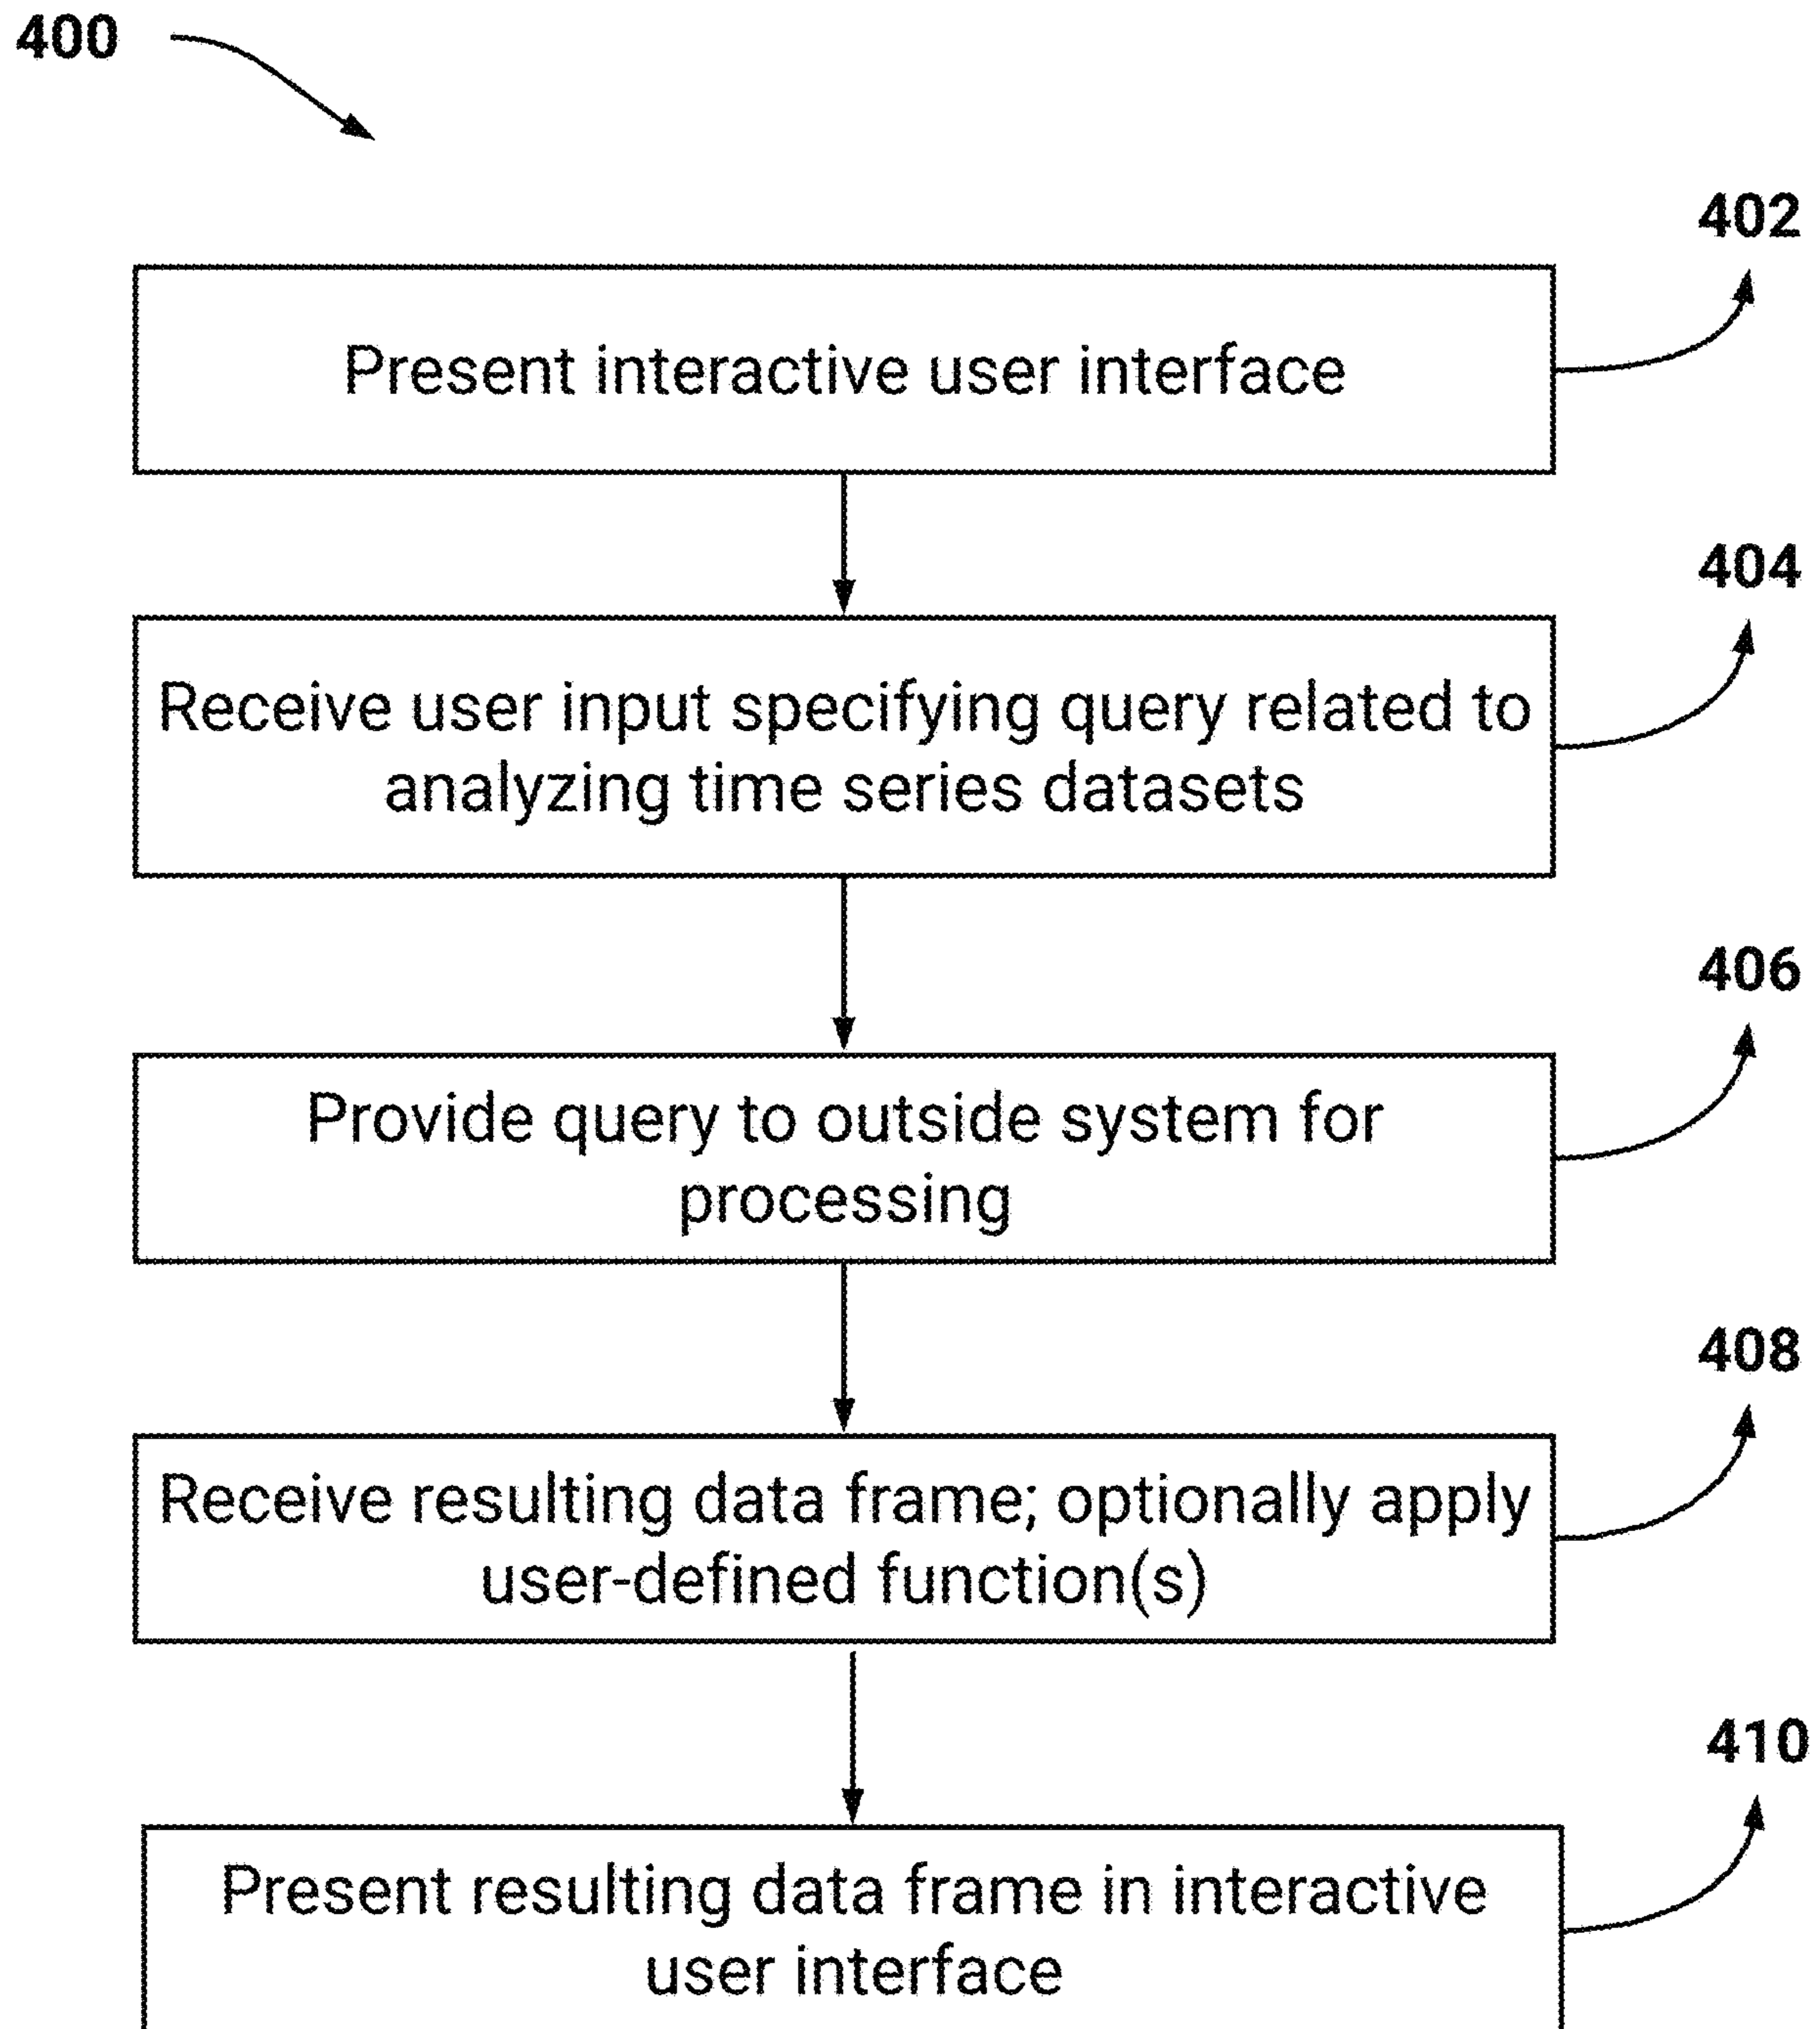 400
402
Present interactive user interface
404
Receive user input specifying query related to
analyzing time series datasets
406
Provide query to outside system for
processing
408
Receive resulting data frame; optionally apply
user-defined function(s)
410
Present resulting data frame in interactive
user interface